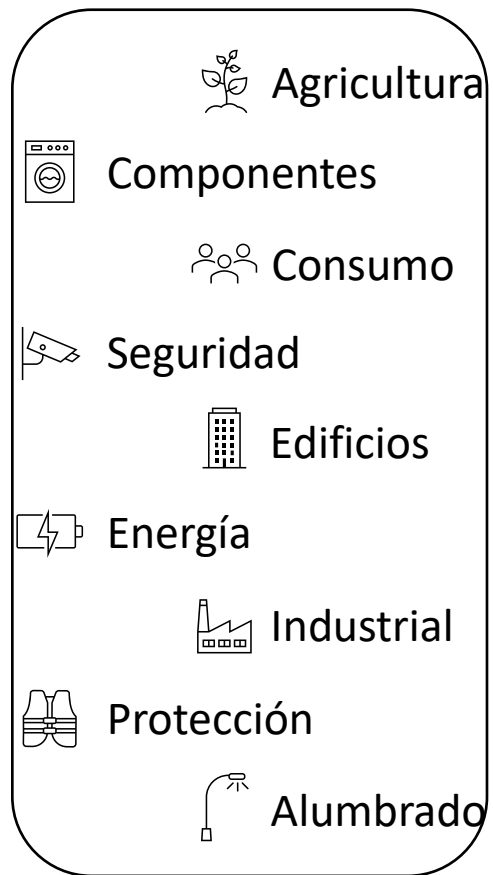 Agricultura
Componentes
Consumo
Seguridad
Edificios
Energía
Industrial
Protección
Alumbrado